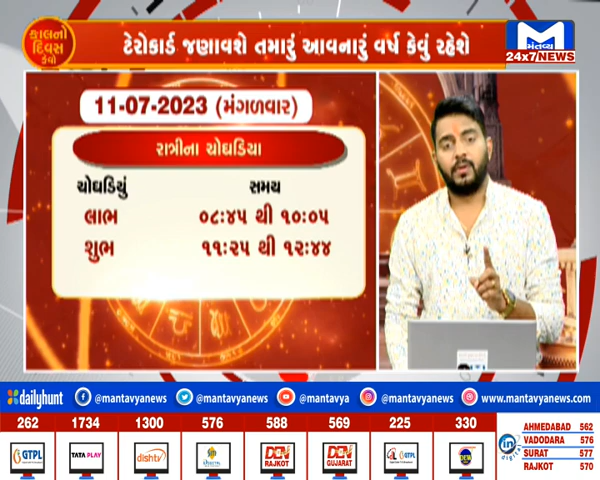 કાલનો
દિવસ
કેવો
ટેરોકાર્ડ જણાવશે તમારું આવનારું વર્ષ કેવું રહેશે
મંતવ્ય
24x7NEWS
11-07-2023 (મંગળવાર)
રાત્રીના ચોઘડિયા
ચોઘડિયું સમય
લાભ ૦૮:૪૫ થી ૧૦:૦૫
શુભ ૧૧:૨૫ થી ૧૨:૪૪
dailyhunt @mantavyanews @mantavyanews @mantavya @mantavyanews www.mantavyanews.com
262 1734 1300 576 588 569 225 330
GTPL TATA PLAY dishtv DEN RAJKOT DEN GUJARAT
in digital
AHMEDABAD 562
VADODARA 576
SURAT 577
RAJKOT 570